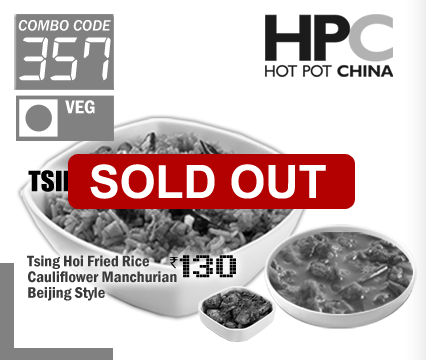 COMBO CODE
357
HPC
HOT POT CHINA
VEG
SOLD OUT
Tsing Hoi Fried Rice
₹130
Cauliflower Manchurian
Beijing Style